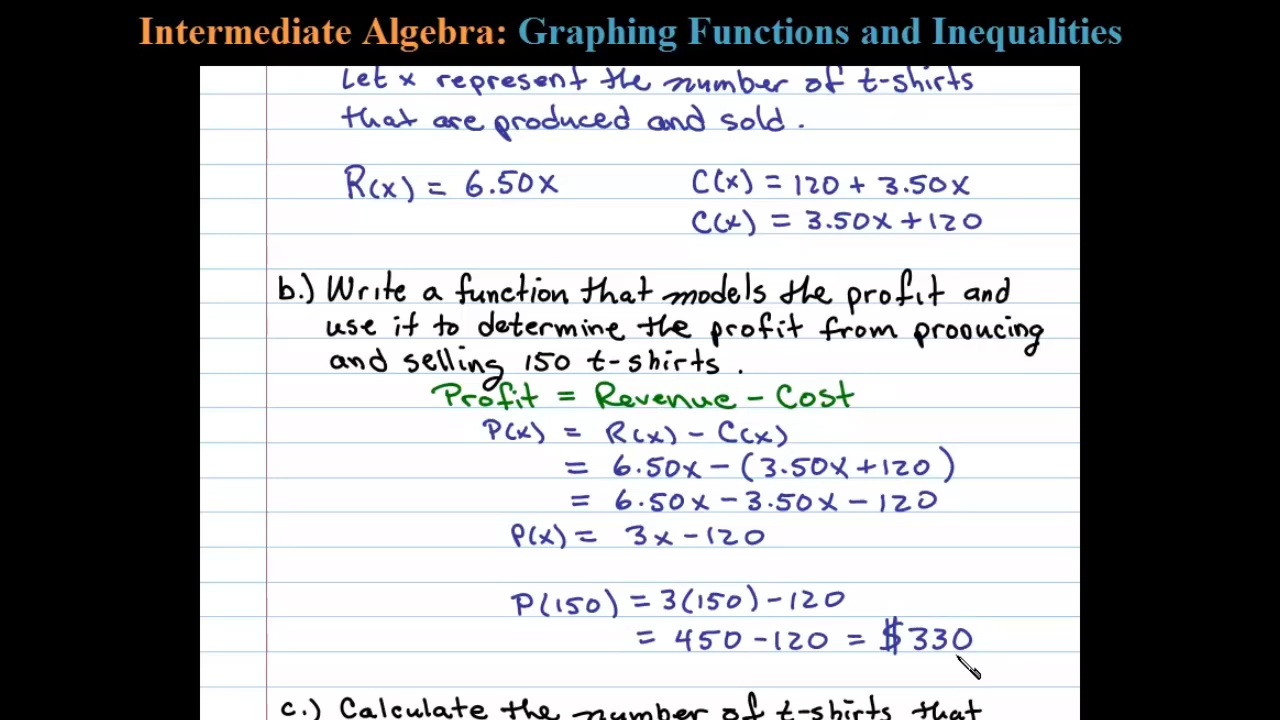 Intermediate Algebra: Graphing Functions and Inequalities
Let x represent the number of t-shirts
that are produced and sold.
R(x) = 6.50x
C(x) = 120 + 3.50x
C(x) = 3.50x + 120
b.) Write a function that models the profit and
use it to determine the profit from producing
and selling 150 t-shirts.
Profit = Revenue - Cost
P(x) = R(x) - C(x)
= 6.50x - (3.50x + 120)
= 6.50x - 3.50x - 120
P(x) = 3x - 120
P(150) = 3(150) - 120
= 450 - 120 = $330
c.) Calculate the number of t-shirts that